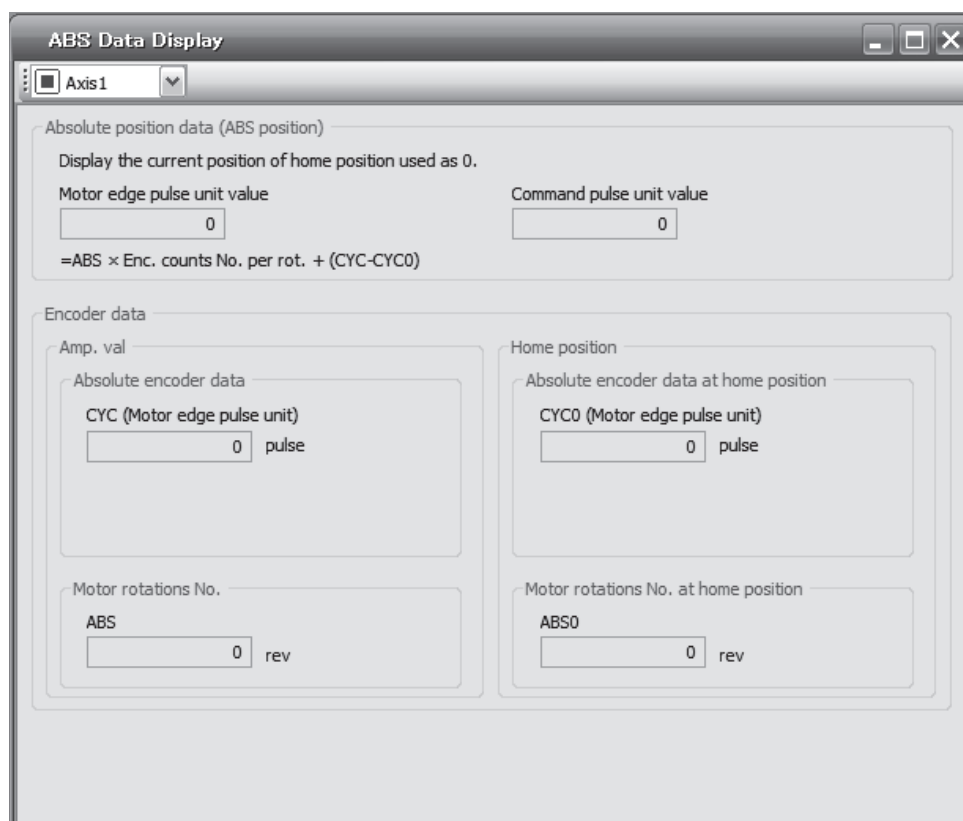 ABS Data Display
Axis1
Absolute position data (ABS position)
Display the current position of home position used as 0.
Motor edge pulse unit value
Command pulse unit value
0
0
=ABS × Enc. counts No. per rot. + (CYC-CYC0)
Encoder data
Amp. val
Absolute encoder data
CYC (Motor edge pulse unit)
0 pulse
Motor rotations No.
ABS
0 rev
Home position
Absolute encoder data at home position
CYC0 (Motor edge pulse unit)
0 pulse
Motor rotations No. at home position
ABS0
0 rev